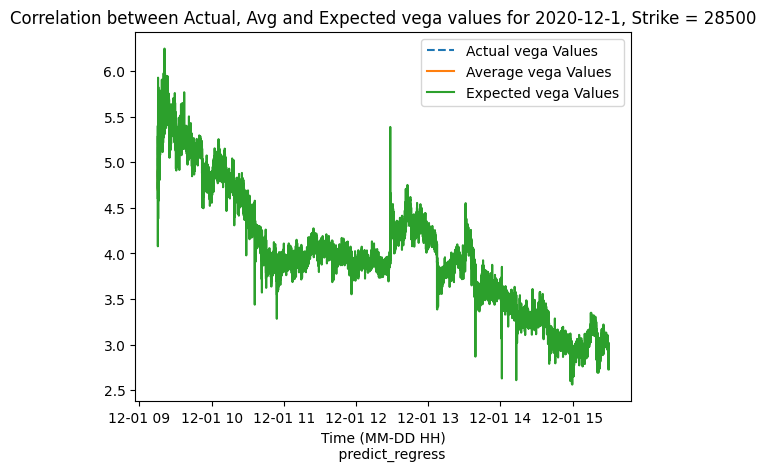 Correlation between Actual, Avg and Expected vega values for 2020-12-1, Strike = 28500
Actual vega Values
Average vega Values
Expected vega Values
6.0
5.5
5.0
4.5
4.0
3.5
3.0
2.5
12-01 09 12-01 10 12-01 11 12-01 12 12-01 13 12-01 14 12-01 15
Time (MM-DD HH)
predict_regress